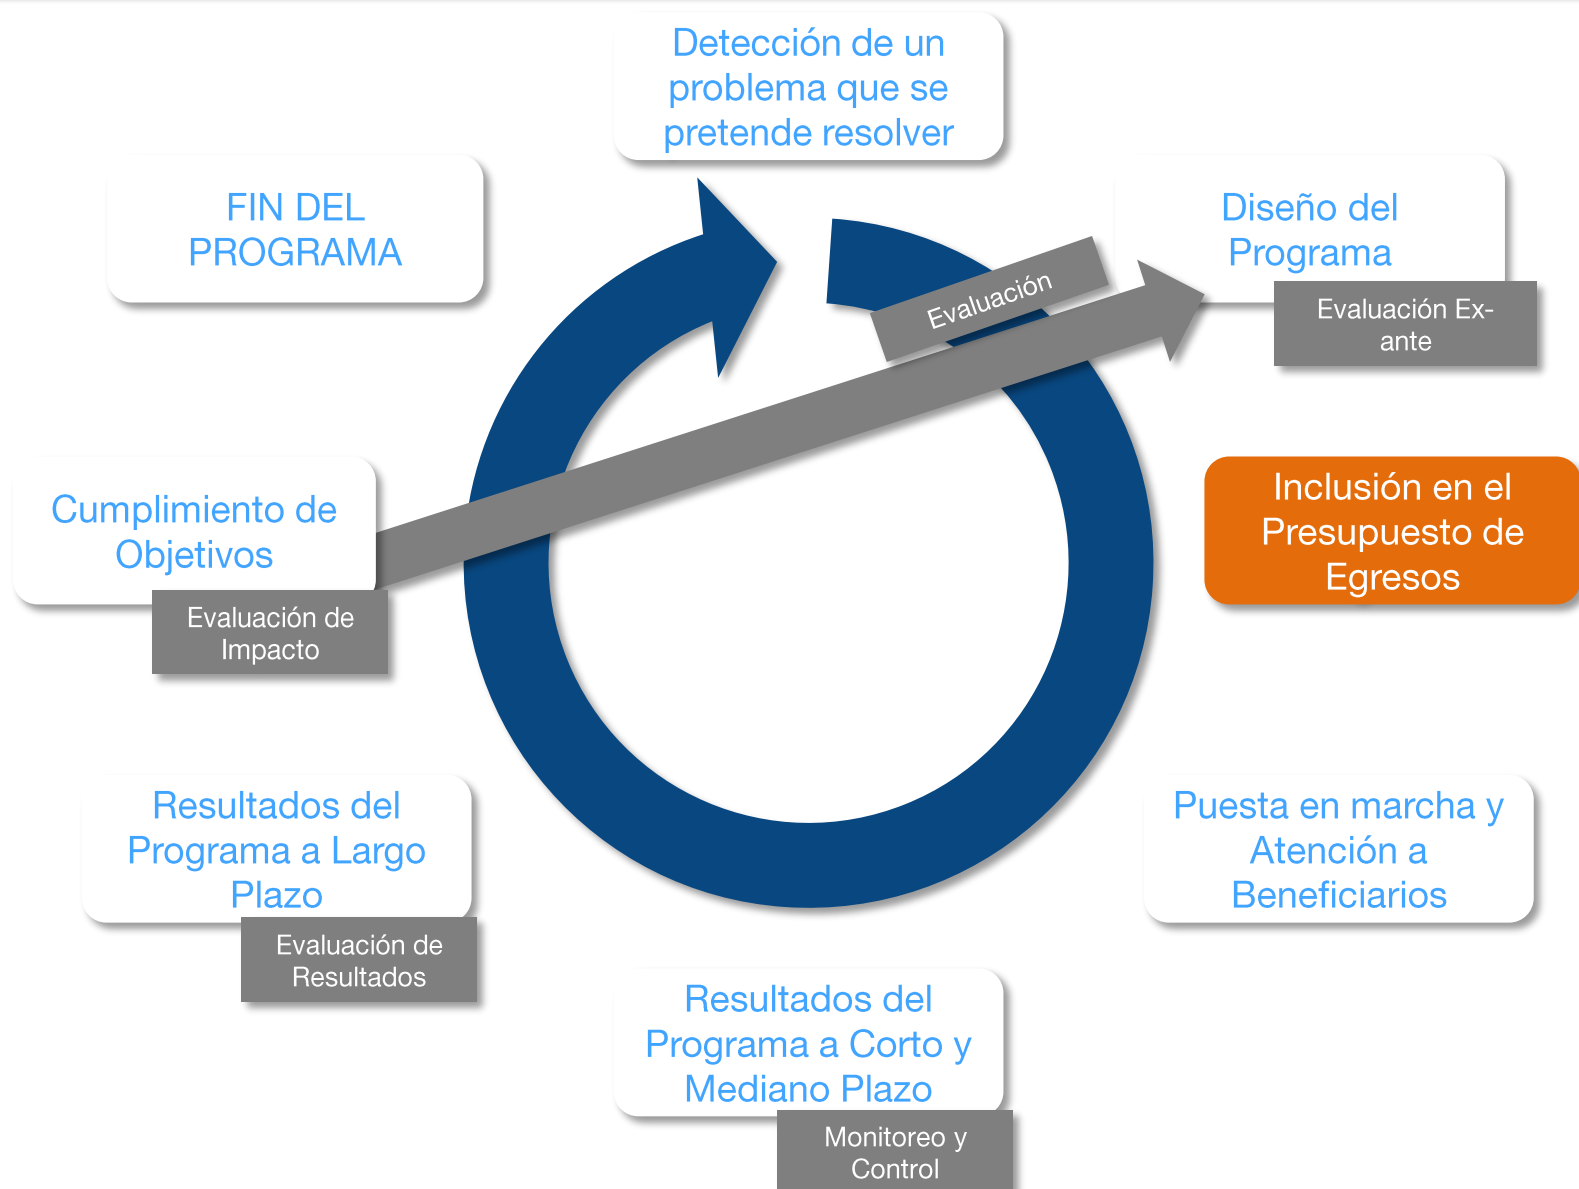 Detección de un
problema que se
pretende resolver
FIN DEL
PROGRAMA
Diseño del
Programa
Evaluación Ex-
ante
Evaluación
Inclusión en el
Presupuesto de
Egresos
Cumplimiento de
Objetivos
Evaluación de
Impacto
Puesta en marcha y
Atención a
Beneficiarios
Resultados del
Programa a Largo
Plazo
Evaluación de
Resultados
Resultados del
Programa a Corto y
Mediano Plazo
Monitoreo y
Control